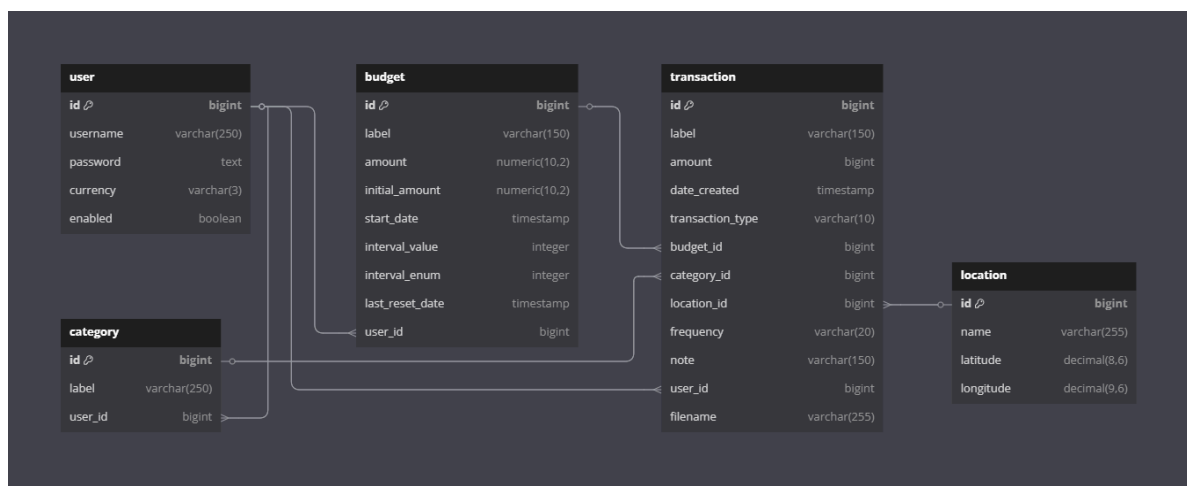 user
id bigint
username varchar(250)
password text
currency varchar(3)
enabled boolean
category
id bigint
label varchar(250)
user_id bigint
budget
id bigint
label varchar(150)
amount numeric(10,2)
initial_amount numeric(10,2)
start_date timestamp
interval_value integer
interval_enum integer
last_reset_date timestamp
user_id bigint
transaction
id bigint
label varchar(150)
amount bigint
date_created timestamp
transaction_type varchar(10)
budget_id bigint
category_id bigint
location_id bigint
frequency varchar(20)
note varchar(150)
user_id bigint
filename varchar(255)
location
id bigint
name varchar(255)
latitude decimal(8,6)
longitude decimal(9,6)